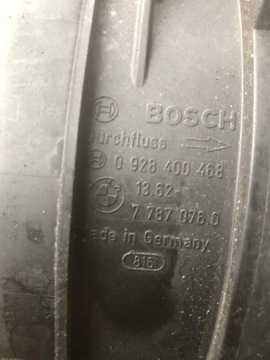 BOSCH
Durchfluss
0 928 400 468
13 62-
7 787 076.0
Made in Germany
816